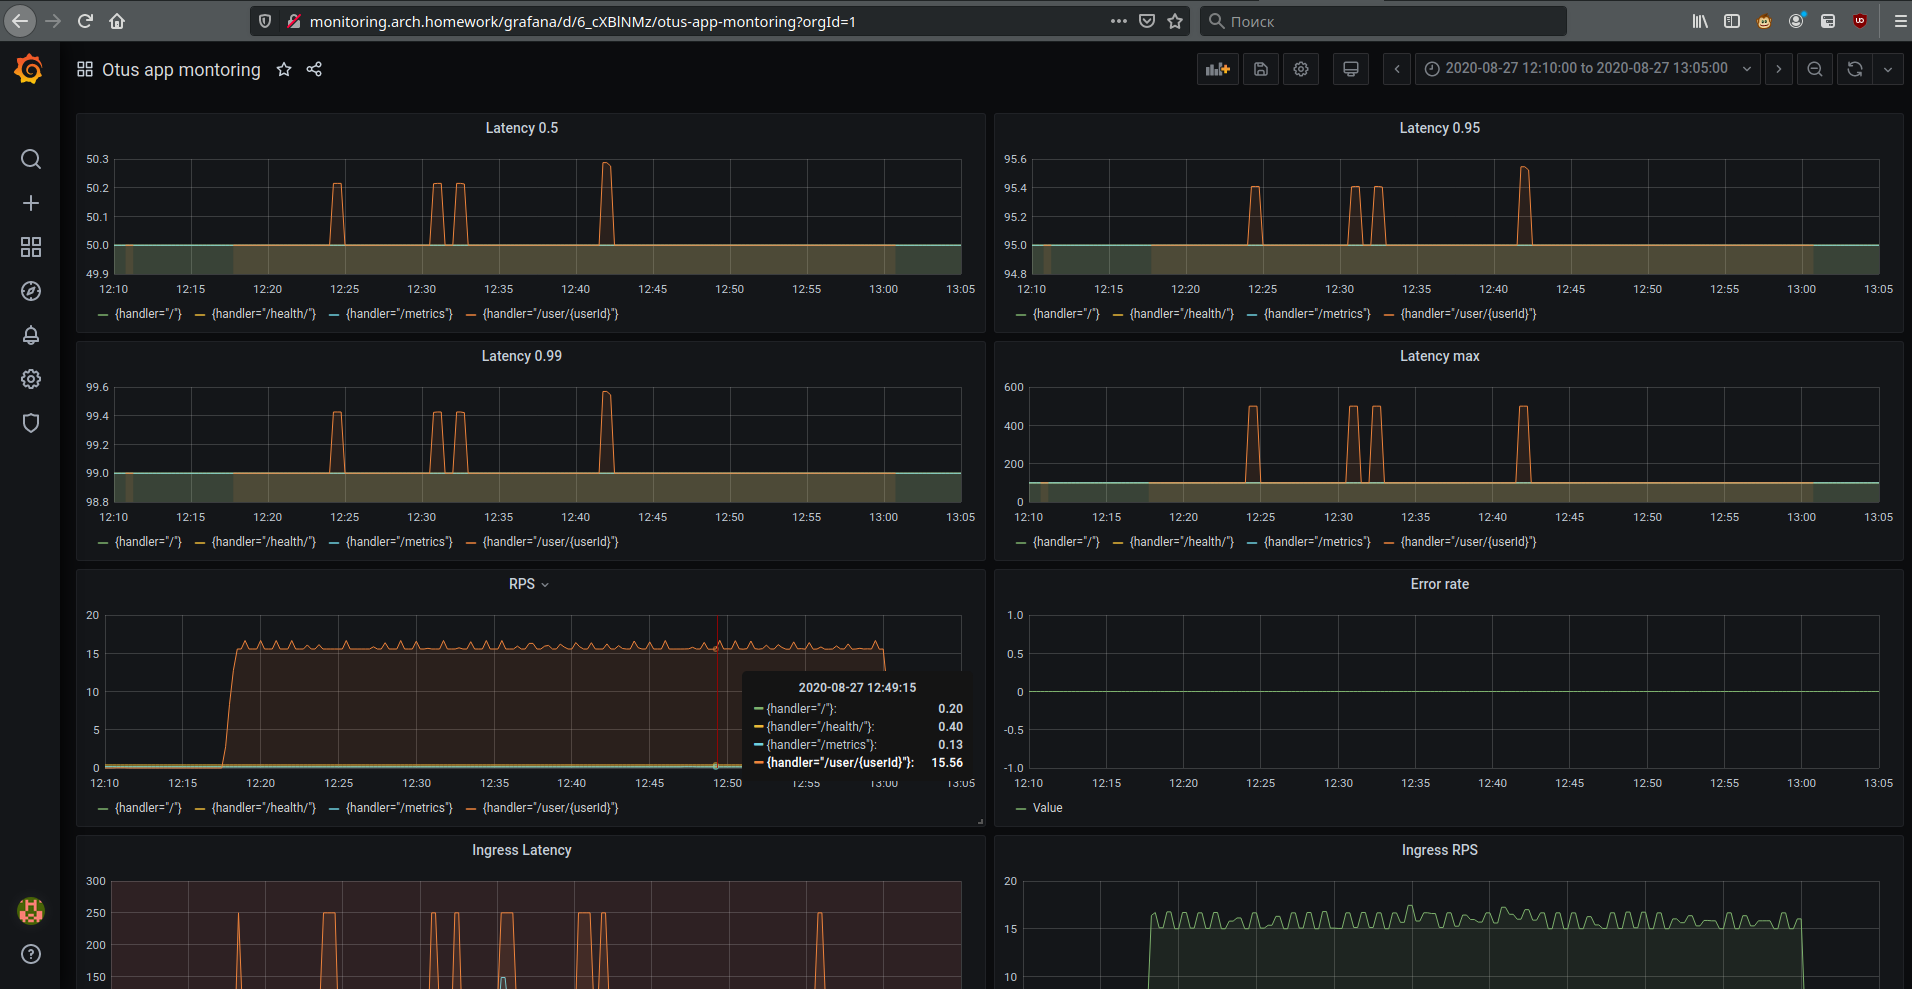 monitoring.arch.homework/grafana/d/6_cXBlNMz/otus-app-montoring?orgId=1
Поиск
Otus app montoring
2020-08-27 12:10:00 to 2020-08-27 13:05:00
Latency 0.5
50.3
50.2
50.1
50.0
49.9
12:10 12:15 12:20 12:25 12:30 12:35 12:40 12:45 12:50 12:55 13:00 13:05
{handler="/"} {handler="/health/"} {handler="/metrics"} {handler="/user/{userId}"}
Latency 0.95
95.6
95.4
95.2
95.0
94.8
12:10 12:15 12:20 12:25 12:30 12:35 12:40 12:45 12:50 12:55 13:00 13:05
{handler="/"} {handler="/health/"} {handler="/metrics"} {handler="/user/{userId}"}
Latency 0.99
99.6
99.4
99.2
99.0
98.8
12:10 12:15 12:20 12:25 12:30 12:35 12:40 12:45 12:50 12:55 13:00 13:05
{handler="/"} {handler="/health/"} {handler="/metrics"} {handler="/user/{userId}"}
Latency max
600
400
200
0
12:10 12:15 12:20 12:25 12:30 12:35 12:40 12:45 12:50 12:55 13:00 13:05
{handler="/"} {handler="/health/"} {handler="/metrics"} {handler="/user/{userId}"}
RPS
20
15
10
5
0
12:10 12:15 12:20 12:25 12:30 12:35 12:40 12:45 12:50 12:55 13:00 13:05
{handler="/"} {handler="/health/"} {handler="/metrics"} {handler="/user/{userId}"}
2020-08-27 12:49:15
{handler="/"}: 0.20
{handler="/health/"}: 0.40
{handler="/metrics"}: 0.13
{handler="/user/{userId}"}: 15.56
Error rate
1.0
0.5
0
-0.5
-1.0
12:10 12:15 12:20 12:25 12:30 12:35 12:40 12:45 12:50 12:55 13:00 13:05
Value
Ingress Latency
300
250
200
150
Ingress RPS
20
15
10